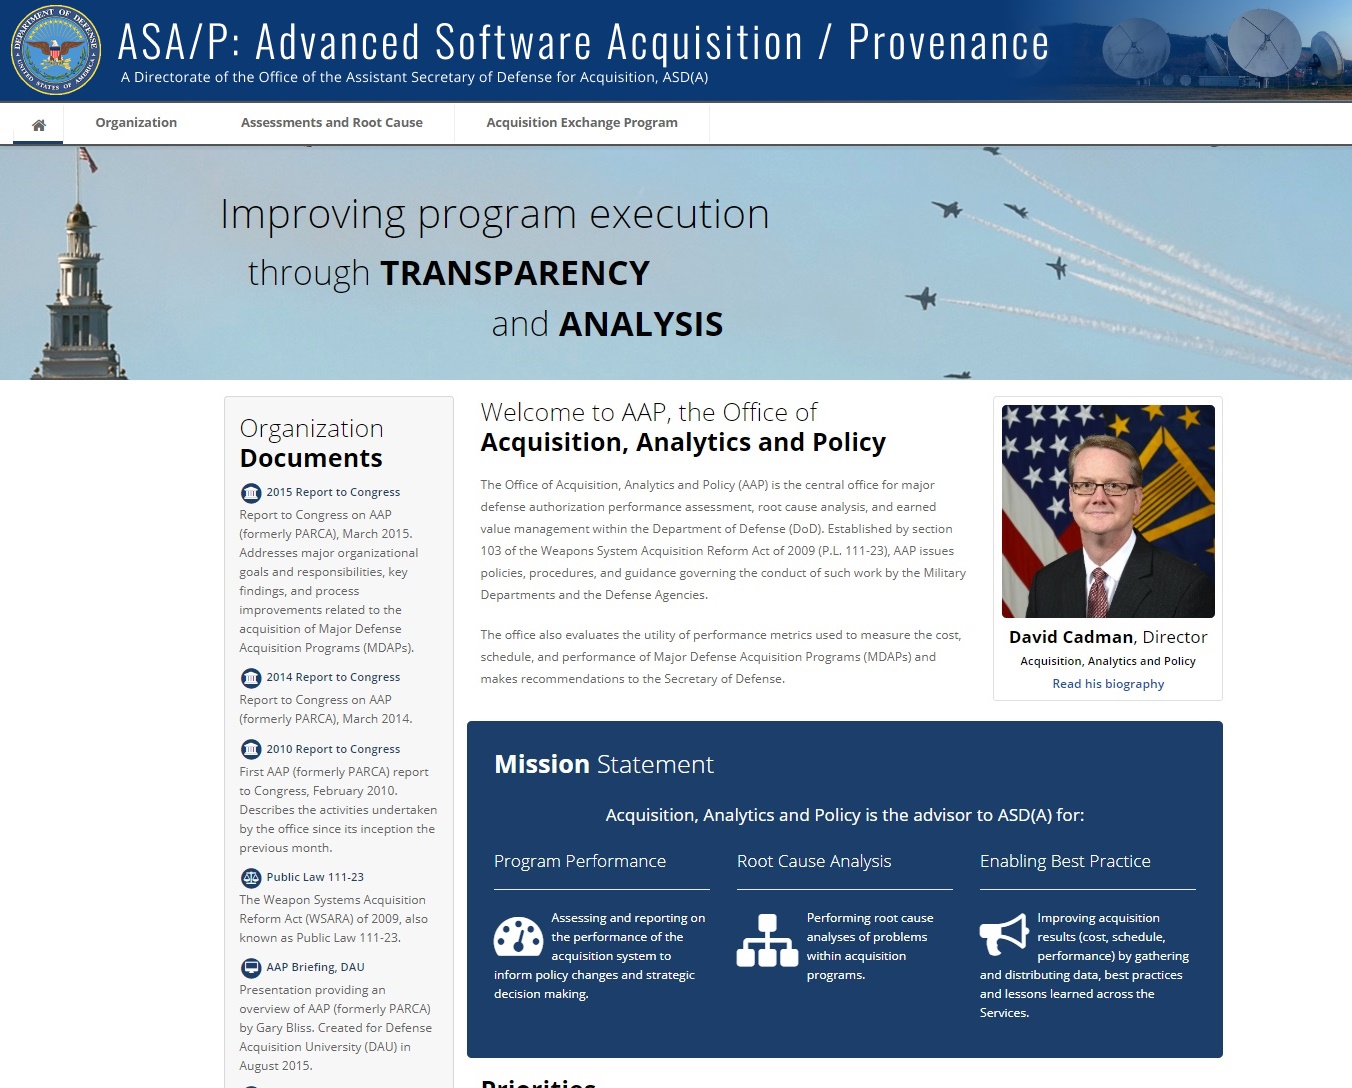 ASA/P: Advanced Software Acquisition / Provenance
A Directorate of the Office of the Assistant Secretary of Defense for Acquisition, ASD(A)
DEPARTMENT OF DEFENSE
UNITED STATES OF AMERICA
Organization
Assessments and Root Cause
Acquisition Exchange Program
Improving program execution
through TRANSPARENCY
and ANALYSIS
Organization
Documents
2015 Report to Congress
Report to Congress on AAP
(formerly PARCA), March 2015.
Addresses major organizational
goals and responsibilities, key
findings, and process
improvements related to the
acquisition of Major Defense
Acquisition Programs (MDAPs).
2014 Report to Congress
Report to Congress on AAP
(formerly PARCA), March 2014.
2010 Report to Congress
First AAP (formerly PARCA) report
to Congress, February 2010.
Describes the activities undertaken
by the office since its inception the
previous month.
Public Law 111-23
The Weapon Systems Acquisition
Reform Act (WSARA) of 2009, also
known as Public Law 111-23.
AAP Briefing, DAU
Presentation providing an
overview of AAP (formerly PARCA)
by Gary Bliss. Created for Defense
Acquisition University (DAU) in
August 2015.
Welcome to AAP, the Office of
Acquisition, Analytics and Policy
The Office of Acquisition, Analytics and Policy (AAP) is the central office for major
defense authorization performance assessment, root cause analysis, and earned
value management within the Department of Defense (DoD). Established by section
103 of the Weapons System Acquisition Reform Act of 2009 (P.L. 111-23), AAP issues
policies, procedures, and guidance governing the conduct of such work by the Military
Departments and the Defense Agencies.
The office also evaluates the utility of performance metrics used to measure the cost,
schedule, and performance of Major Defense Acquisition Programs (MDAPs) and
makes recommendations to the Secretary of Defense.
David Cadman, Director
Acquisition, Analytics and Policy
Read his biography
Mission Statement
Acquisition, Analytics and Policy is the advisor to ASD(A) for:
Program Performance
Assessing and reporting on
the performance of the
acquisition system to
inform policy changes and strategic
decision making.
Root Cause Analysis
Performing root cause
analyses of problems
within acquisition
programs.
Enabling Best Practice
Improving acquisition
results (cost, schedule,
performance) by gathering
and distributing data, best practices
and lessons learned across the
Services.
Priorities